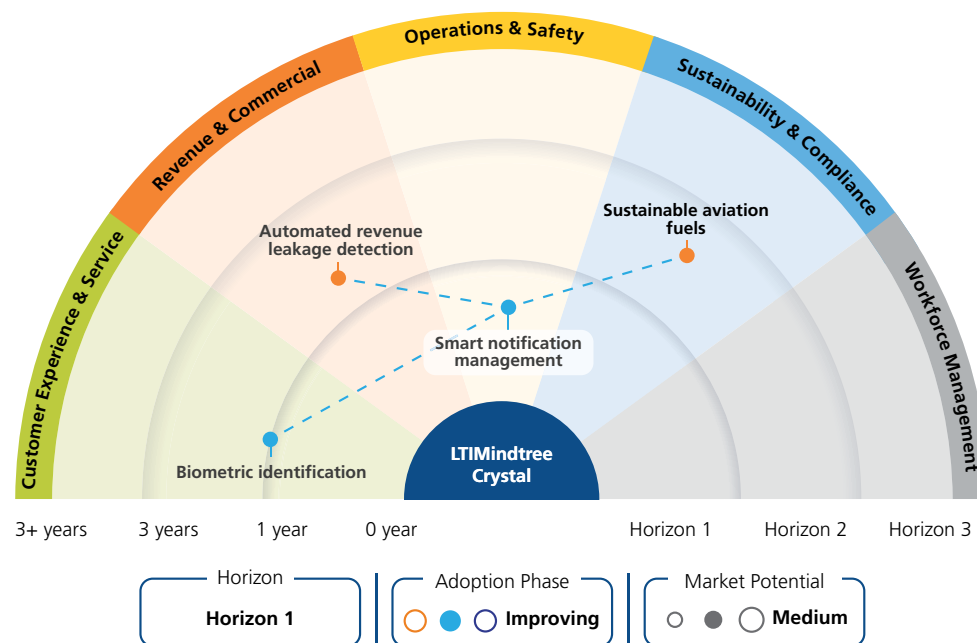 Operations & Safety
Revenue & Commercial
Sustainability & Compliance
Customer Experience & Service
Workforce Management
Sustainable aviation
fuels
Automated revenue
leakage detection
Smart notification
management
Biometric identification
LTIMindtree
Crystal
3+ years
3 years
1 year
0 year
Horizon 1
Horizon 2
Horizon 3
Horizon
Horizon 1
Adoption Phase
Improving
Market Potential
Medium